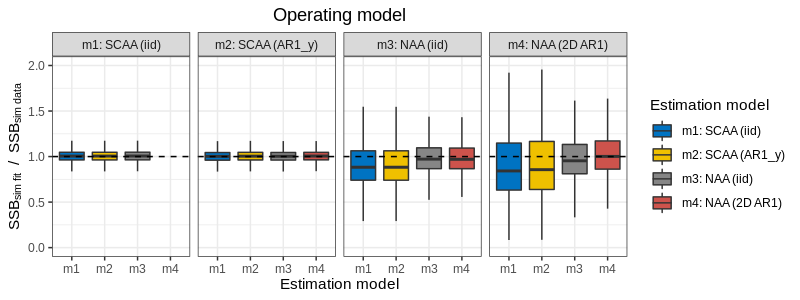 Operating model
m1: SCAA (iid)
m2: SCAA (AR1_y)
m3: NAA (iid)
m4: NAA (2D AR1)
SSBsim fit / SSBsim data
2.0
1.5
1.0
0.5
0.0
m1 m2 m3 m4
m1 m2 m3 m4
m1 m2 m3 m4
m1 m2 m3 m4
Estimation model
Estimation model
m1: SCAA (iid)
m2: SCAA (AR1_y)
m3: NAA (iid)
m4: NAA (2D AR1)